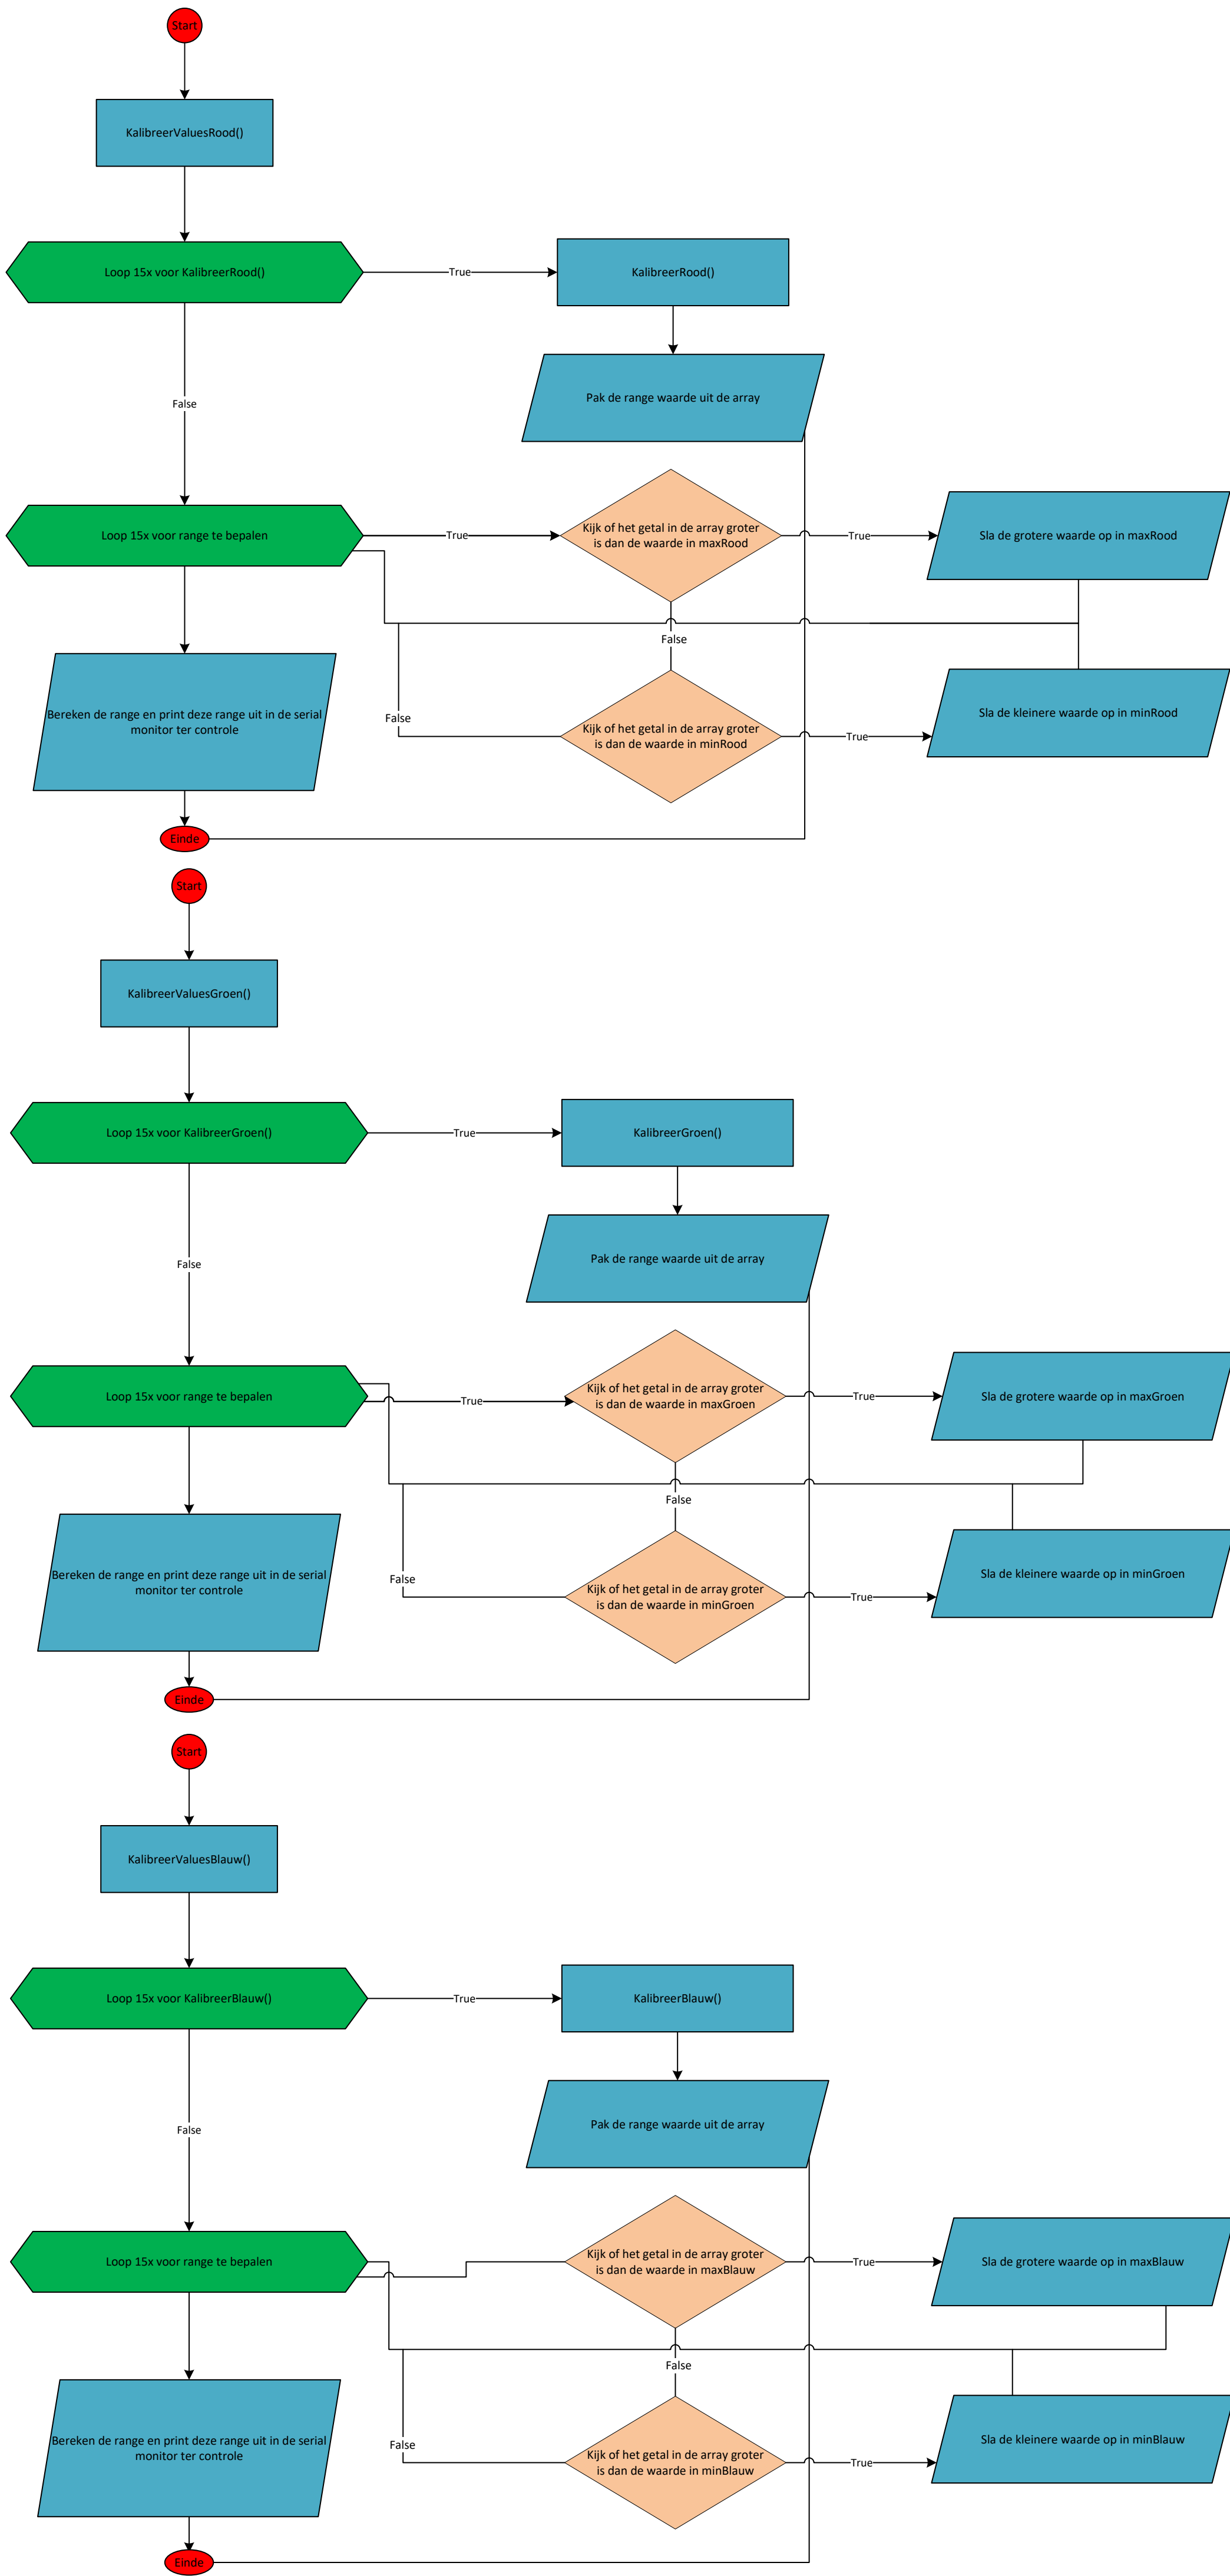 Start
KalibreerValuesRood()
Loop 15x voor KalibreerRood()
True
KalibreerRood()
Pak de range waarde uit de array
False
Loop 15x voor range te bepalen
True
Kijk of het getal in de array groter
is dan de waarde in maxRood
True
Sla de grotere waarde op in maxRood
False
Bereken de range en print deze range uit in de serial
monitor ter controle
False
Kijk of het getal in de array groter
is dan de waarde in minRood
True
Sla de kleinere waarde op in minRood
Einde
Start
KalibreerValuesGroen()
Loop 15x voor KalibreerGroen()
True
KalibreerGroen()
Pak de range waarde uit de array
False
Loop 15x voor range te bepalen
True
Kijk of het getal in de array groter
is dan de waarde in maxGroen
True
Sla de grotere waarde op in maxGroen
False
Bereken de range en print deze range uit in de serial
monitor ter controle
False
Kijk of het getal in de array groter
is dan de waarde in minGroen
True
Sla de kleinere waarde op in minGroen
Einde
Start
KalibreerValuesBlauw()
Loop 15x voor KalibreerBlauw()
True
KalibreerBlauw()
Pak de range waarde uit de array
False
Loop 15x voor range te bepalen
Kijk of het getal in de array groter
is dan de waarde in maxBlauw
True
Sla de grotere waarde op in maxBlauw
False
Bereken de range en print deze range uit in de serial
monitor ter controle
False
Kijk of het getal in de array groter
is dan de waarde in minBlauw
True
Sla de kleinere waarde op in minBlauw
Einde